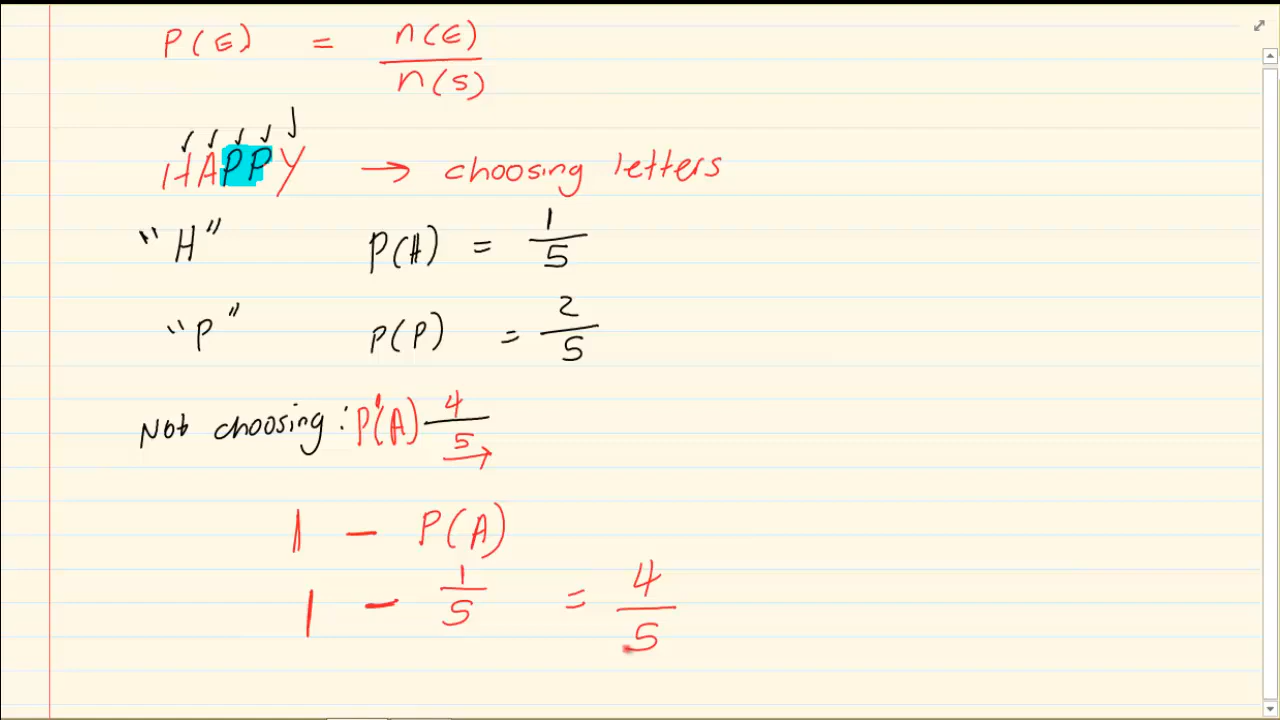 P(E) = n(E)/n(S)
HAPPY → choosing letters
"H" P(H) = 1/5
"P" P(P) = 2/5
Not choosing: P'(A) 4/5
1 - P(A)
1 - 1/5 = 4/5